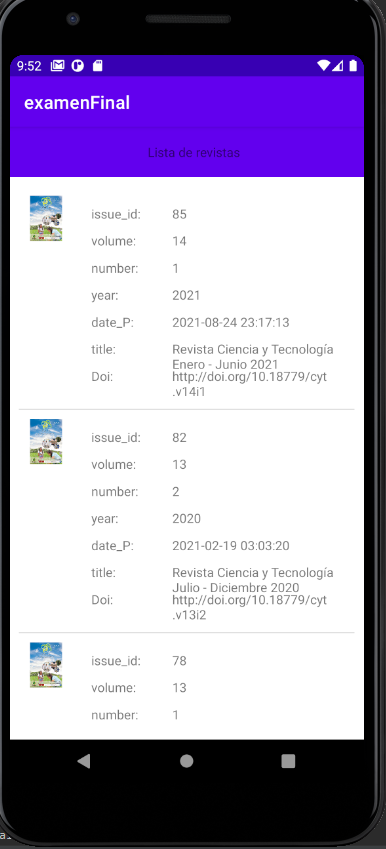 9:52
examenFinal
Lista de revistas
issue_id: 85
volume: 14
number: 1
year: 2021
date_P: 2021-08-24 23:17:13
title: Revista Ciencia y Tecnología
Enero - Junio 2021
Doi: http://doi.org/10.18779/cyt
.v14i1
issue_id: 82
volume: 13
number: 2
year: 2020
date_P: 2021-02-19 03:03:20
title: Revista Ciencia y Tecnología
Julio - Diciembre 2020
Doi: http://doi.org/10.18779/cyt
.v13i2
issue_id: 78
volume: 13
number: 1